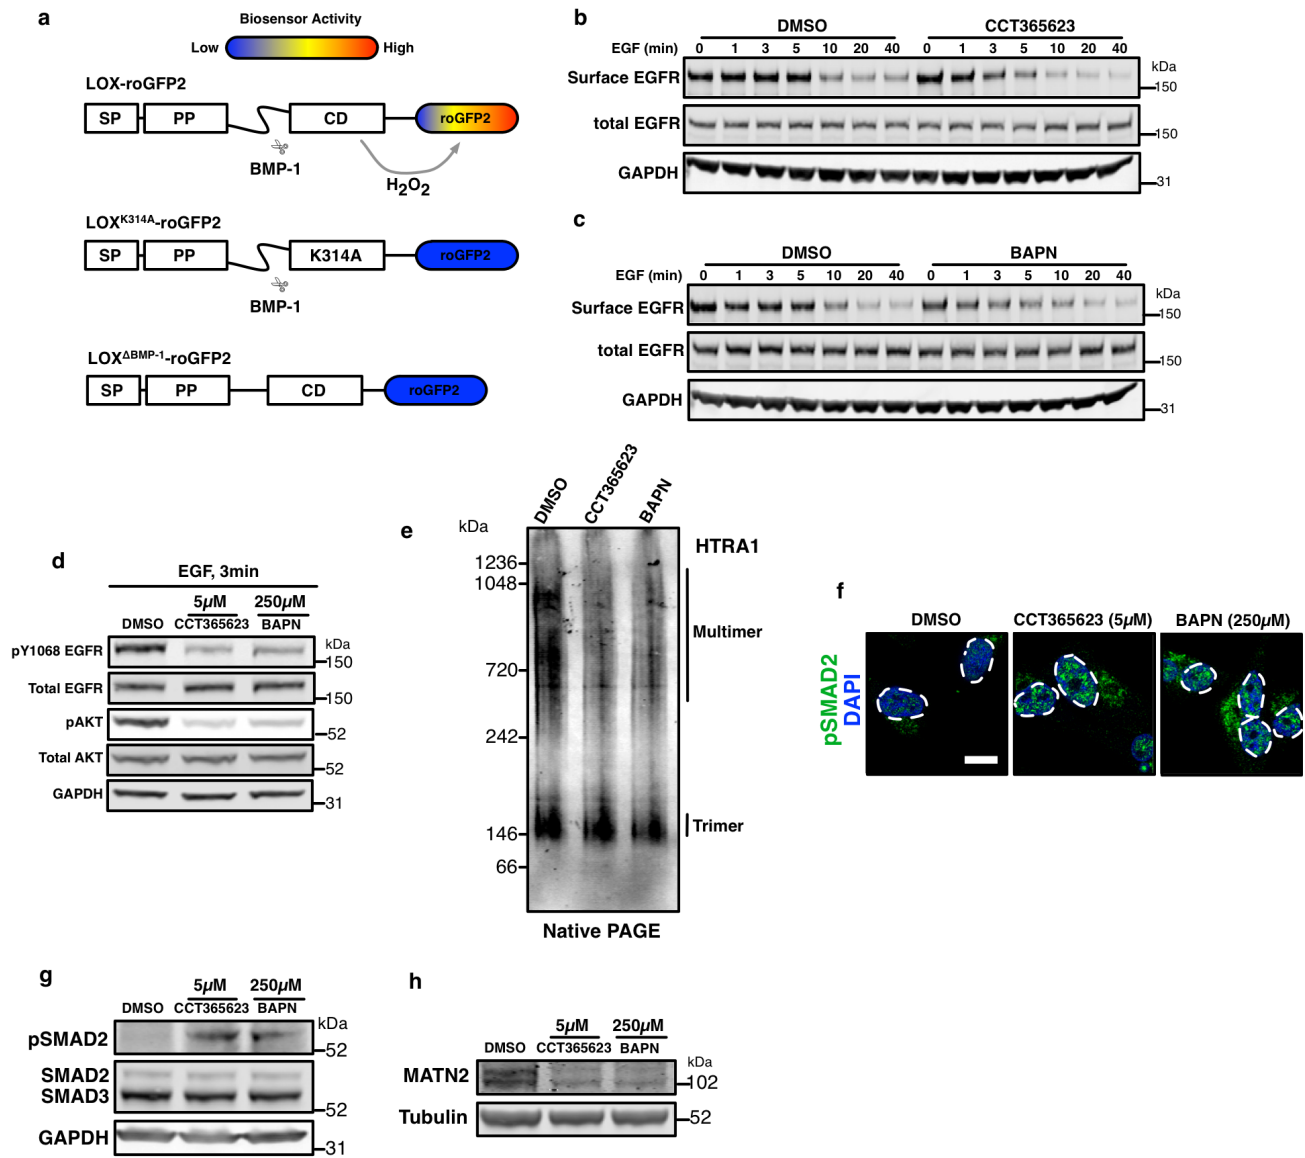 a
Biosensor Activity
Low High
LOX-roGFP2
SP PP CD roGFP2
BMP-1
H2O2
LOXK314A-roGFP2
SP PP K314A roGFP2
BMP-1
LOXΔBMP-1-roGFP2
SP PP CD roGFP2
b
DMSO CCT365623
EGF (min) 0 1 3 5 10 20 40 0 1 3 5 10 20 40
kDa
Surface EGFR 150
total EGFR 150
GAPDH 31
c
DMSO BAPN
EGF (min) 0 1 3 5 10 20 40 0 1 3 5 10 20 40
kDa
Surface EGFR 150
total EGFR 150
GAPDH 31
d
EGF, 3min
5µM 250µM
DMSO CCT365623 BAPN
kDa
pY1068 EGFR 150
Total EGFR 150
pAKT 52
Total AKT 52
GAPDH 31
e
DMSO CCT365623 BAPN
kDa
HTRA1
1236
1048
Multimer
720
242
Trimer
146
66
Native PAGE
f
DMSO CCT365623 (5µM) BAPN (250µM)
pSMAD2
DAPI
g
5µM 250µM
DMSO CCT365623 BAPN
kDa
pSMAD2 52
SMAD2
SMAD3 52
GAPDH 31
h
5µM 250µM
DMSO CCT365623 BAPN
kDa
MATN2 102
Tubulin 52